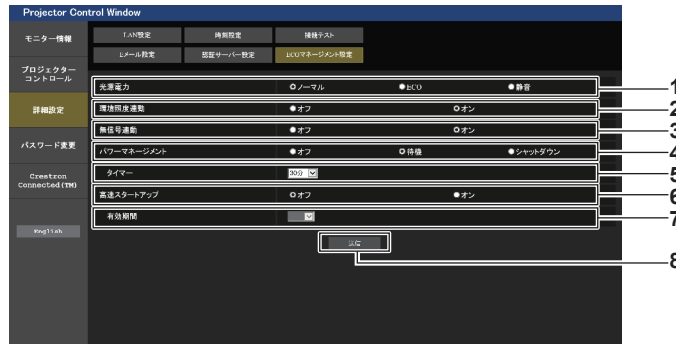 Projector Control Window
モニター情報
プロジェクター
コントロール
詳細設定
パスワード変更
Crestron
Connected(TM)
English
LAN設定 時刻設定 接続テスト
Eメール設定 認証サーバー設定 ECOマネージメント設定
光源電力 ノーマル ECO 静音 1
環境照度連動 オフ オン 2
無信号連動 オフ オン 3
パワーマネージメント オフ 待機 シャットダウン 4
タイマー 30分 5
高速スタートアップ オフ オン 6
有効期間 7
送信 8